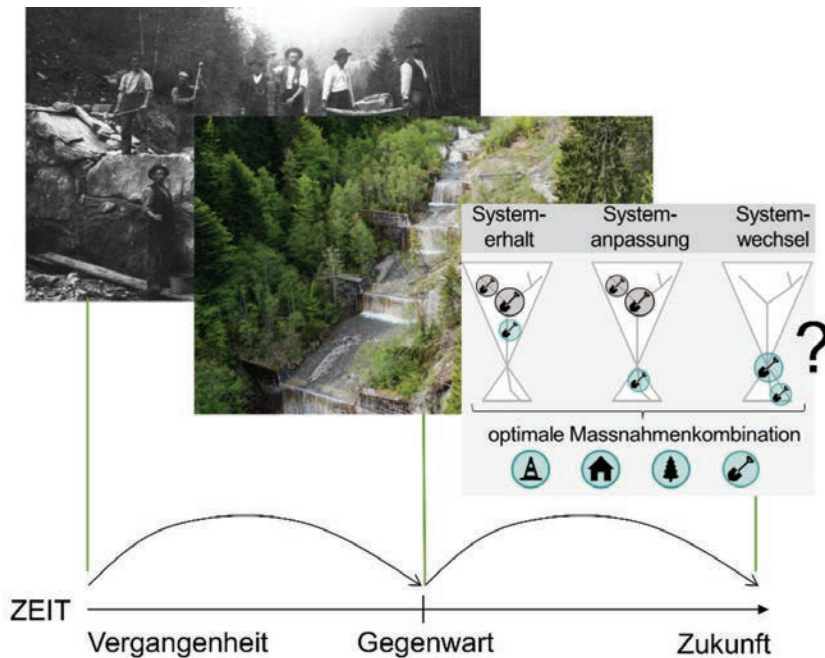 System-
erhalt
System-
anpassung
System-
wechsel
?
optimale Massnahmenkombination
ZEIT
Vergangenheit
Gegenwart
Zukunft